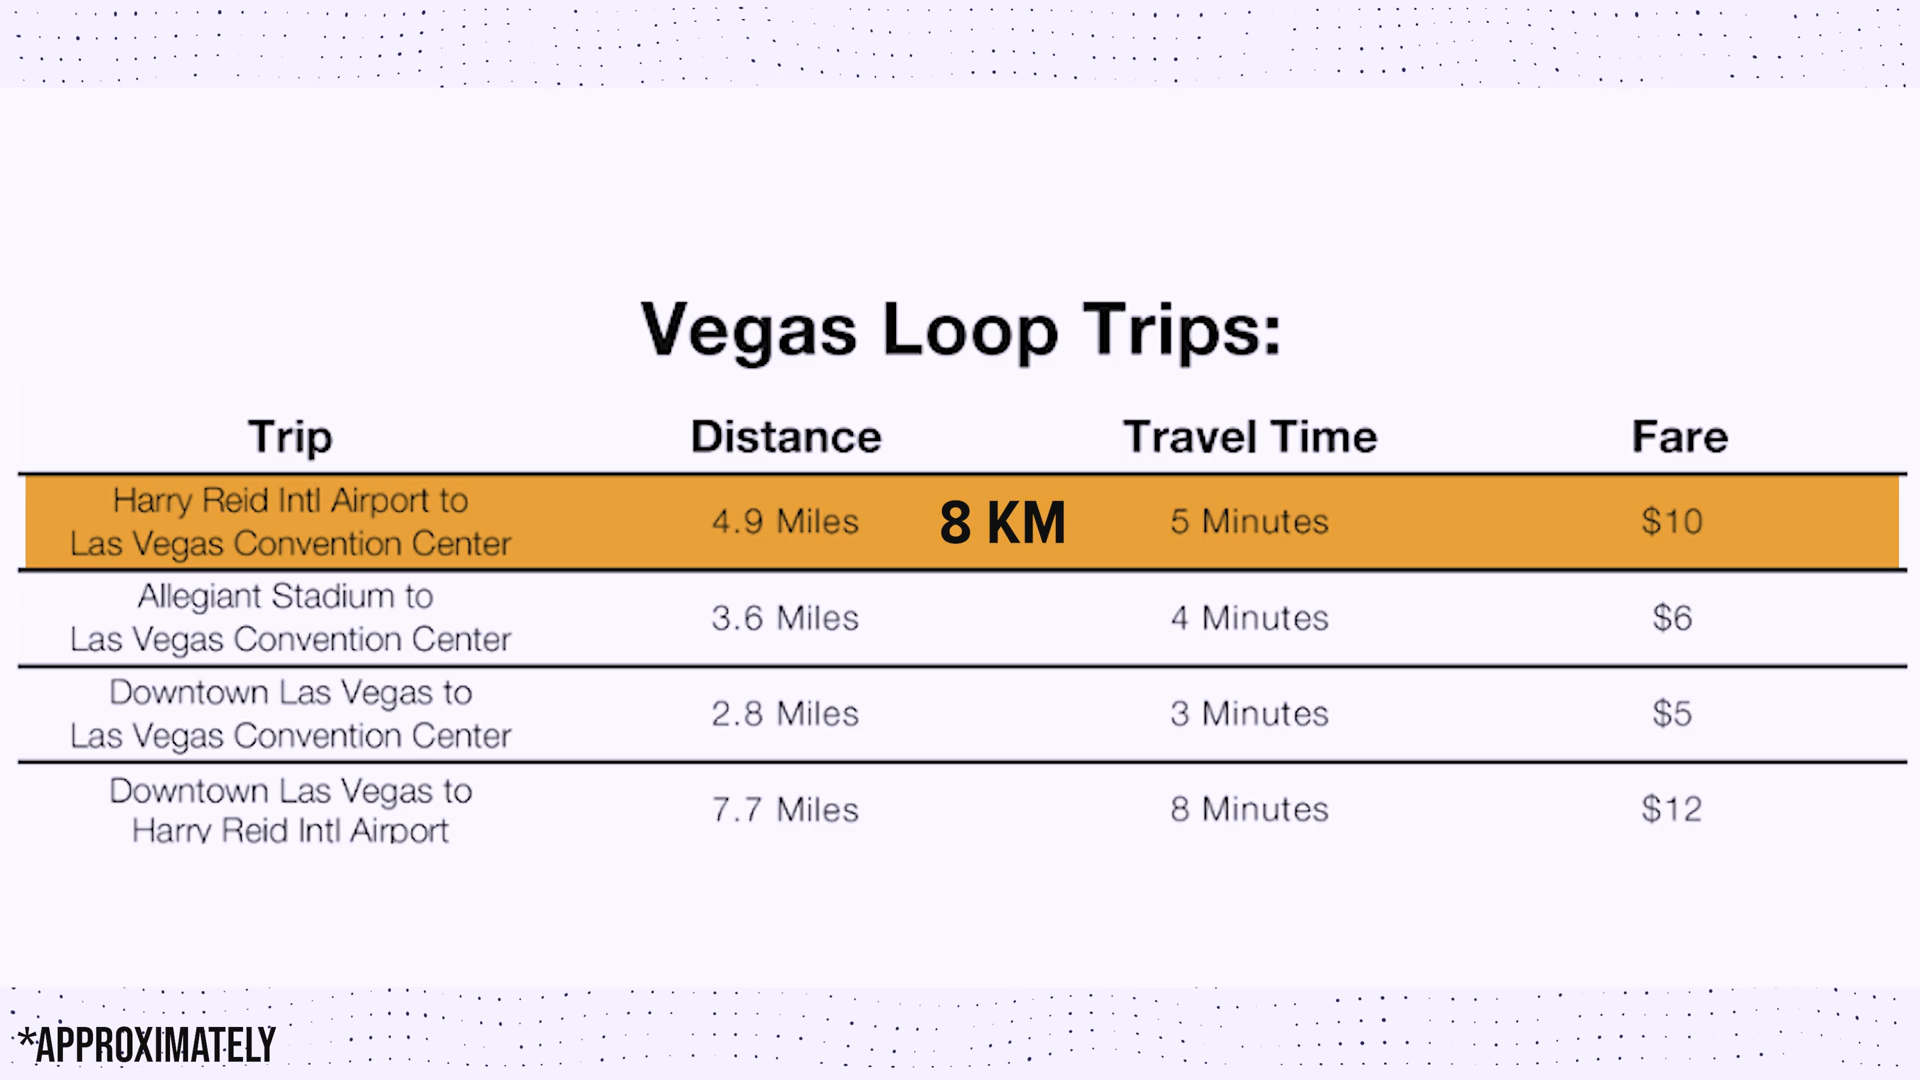 Vegas Loop Trips:
Trip Distance Travel Time Fare
Harry Reid Intl Airport to
Las Vegas Convention Center
4.9 Miles 8 KM 5 Minutes $10
Allegiant Stadium to
Las Vegas Convention Center
3.6 Miles 4 Minutes $6
Downtown Las Vegas to
Las Vegas Convention Center
2.8 Miles 3 Minutes $5
Downtown Las Vegas to
Harry Reid Intl Airport
7.7 Miles 8 Minutes $12
*APPROXIMATELY